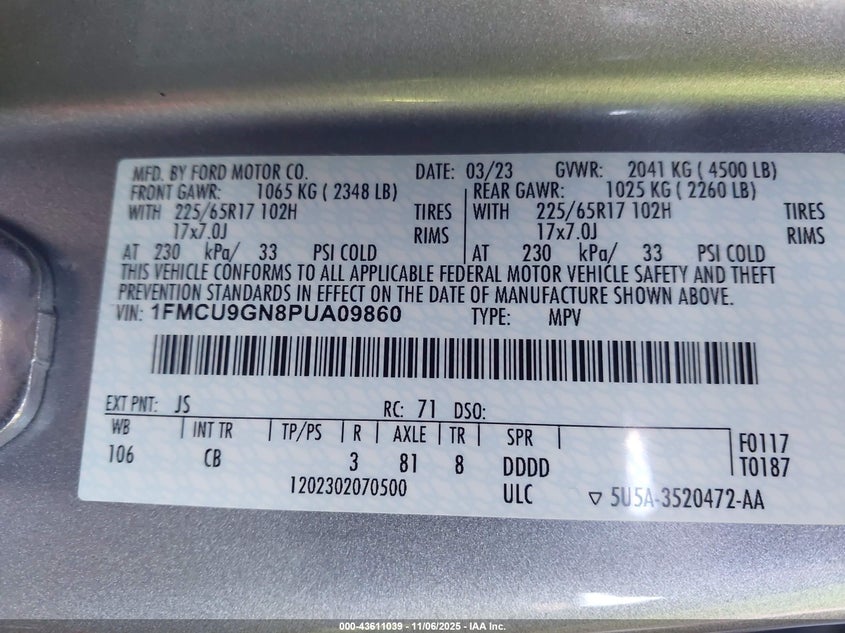 MFD. BY FORD MOTOR CO. DATE: 03/23 GVWR: 2041 KG ( 4500 LB)
FRONT GAWR: 1065 KG ( 2348 LB) REAR GAWR: 1025 KG ( 2260 LB)
WITH 225/65R17 102H TIRES WITH 225/65R17 102H TIRES
17x7.0J RIMS 17x7.0J RIMS
AT 230 kPa/ 33 PSI COLD AT 230 kPa/ 33 PSI COLD
THIS VEHICLE CONFORMS TO ALL APPLICABLE FEDERAL MOTOR VEHICLE SAFETY AND THEFT
PREVENTION STANDARDS IN EFFECT ON THE DATE OF MANUFACTURE SHOWN ABOVE.
VIN: 1FMCU9GN8PUA09860 TYPE: MPV
EXT PNT: JS RC: 71 DSO:
WB INT TR TP/PS R AXLE TR SPR F0117
106 CB 3 81 8 DDDD T0187
1202302070500 ULC ▽ 5U5A-3520472-AA
000-43611039 - 11/06/2025 - IAA Inc.